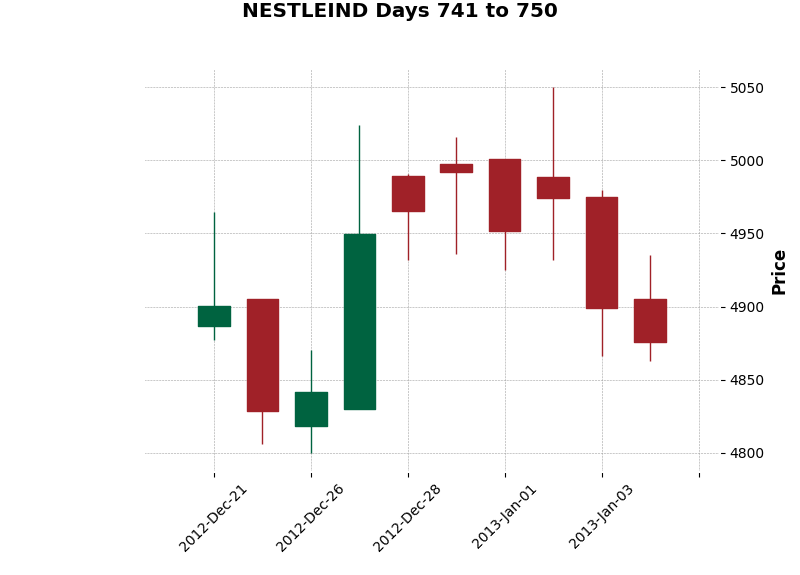 NESTLEIND Days 741 to 750
5050
5000
4950
4900
4850
4800
Price
2012-Dec-21
2012-Dec-26
2012-Dec-28
2013-Jan-01
2013-Jan-03